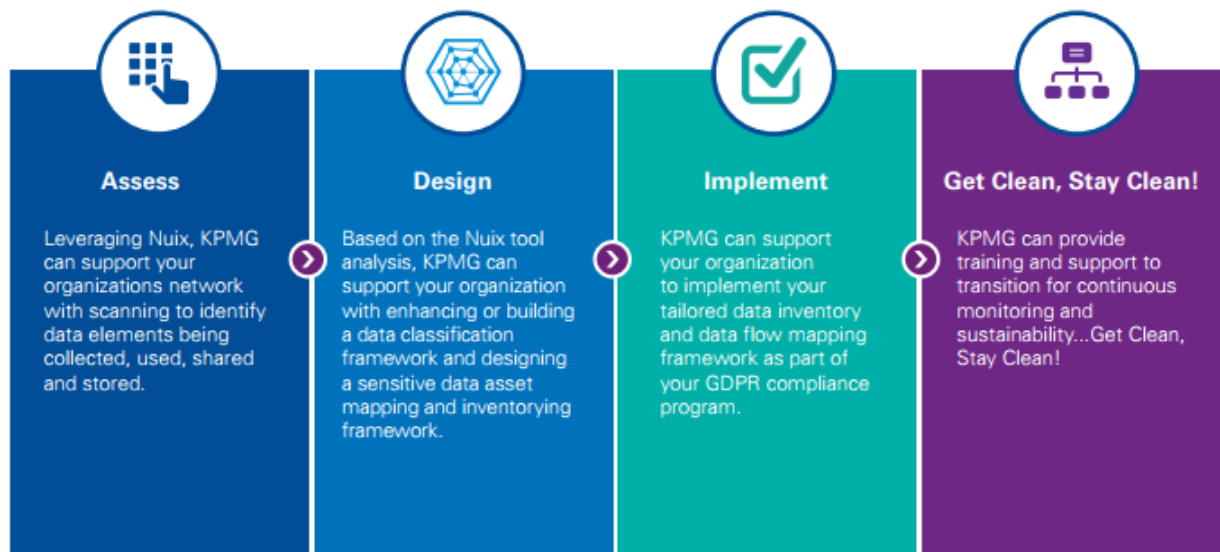 Assess
Leveraging Nuix, KPMG
can support your
organizations network
with scanning to identify
data elements being
collected, used, shared
and stored.
Design
Based on the Nuix tool
analysis, KPMG can
support your organization
with enhancing or building
a data classification
framework and designing
a sensitive data asset
mapping and inventorying
framework.
Implement
KPMG can support
your organization
to implement your
tailored data inventory
and data flow mapping
framework as part of
your GDPR compliance
program.
Get Clean, Stay Clean!
KPMG can provide
training and support to
transition for continuous
monitoring and
sustainability...Get Clean,
Stay Clean!